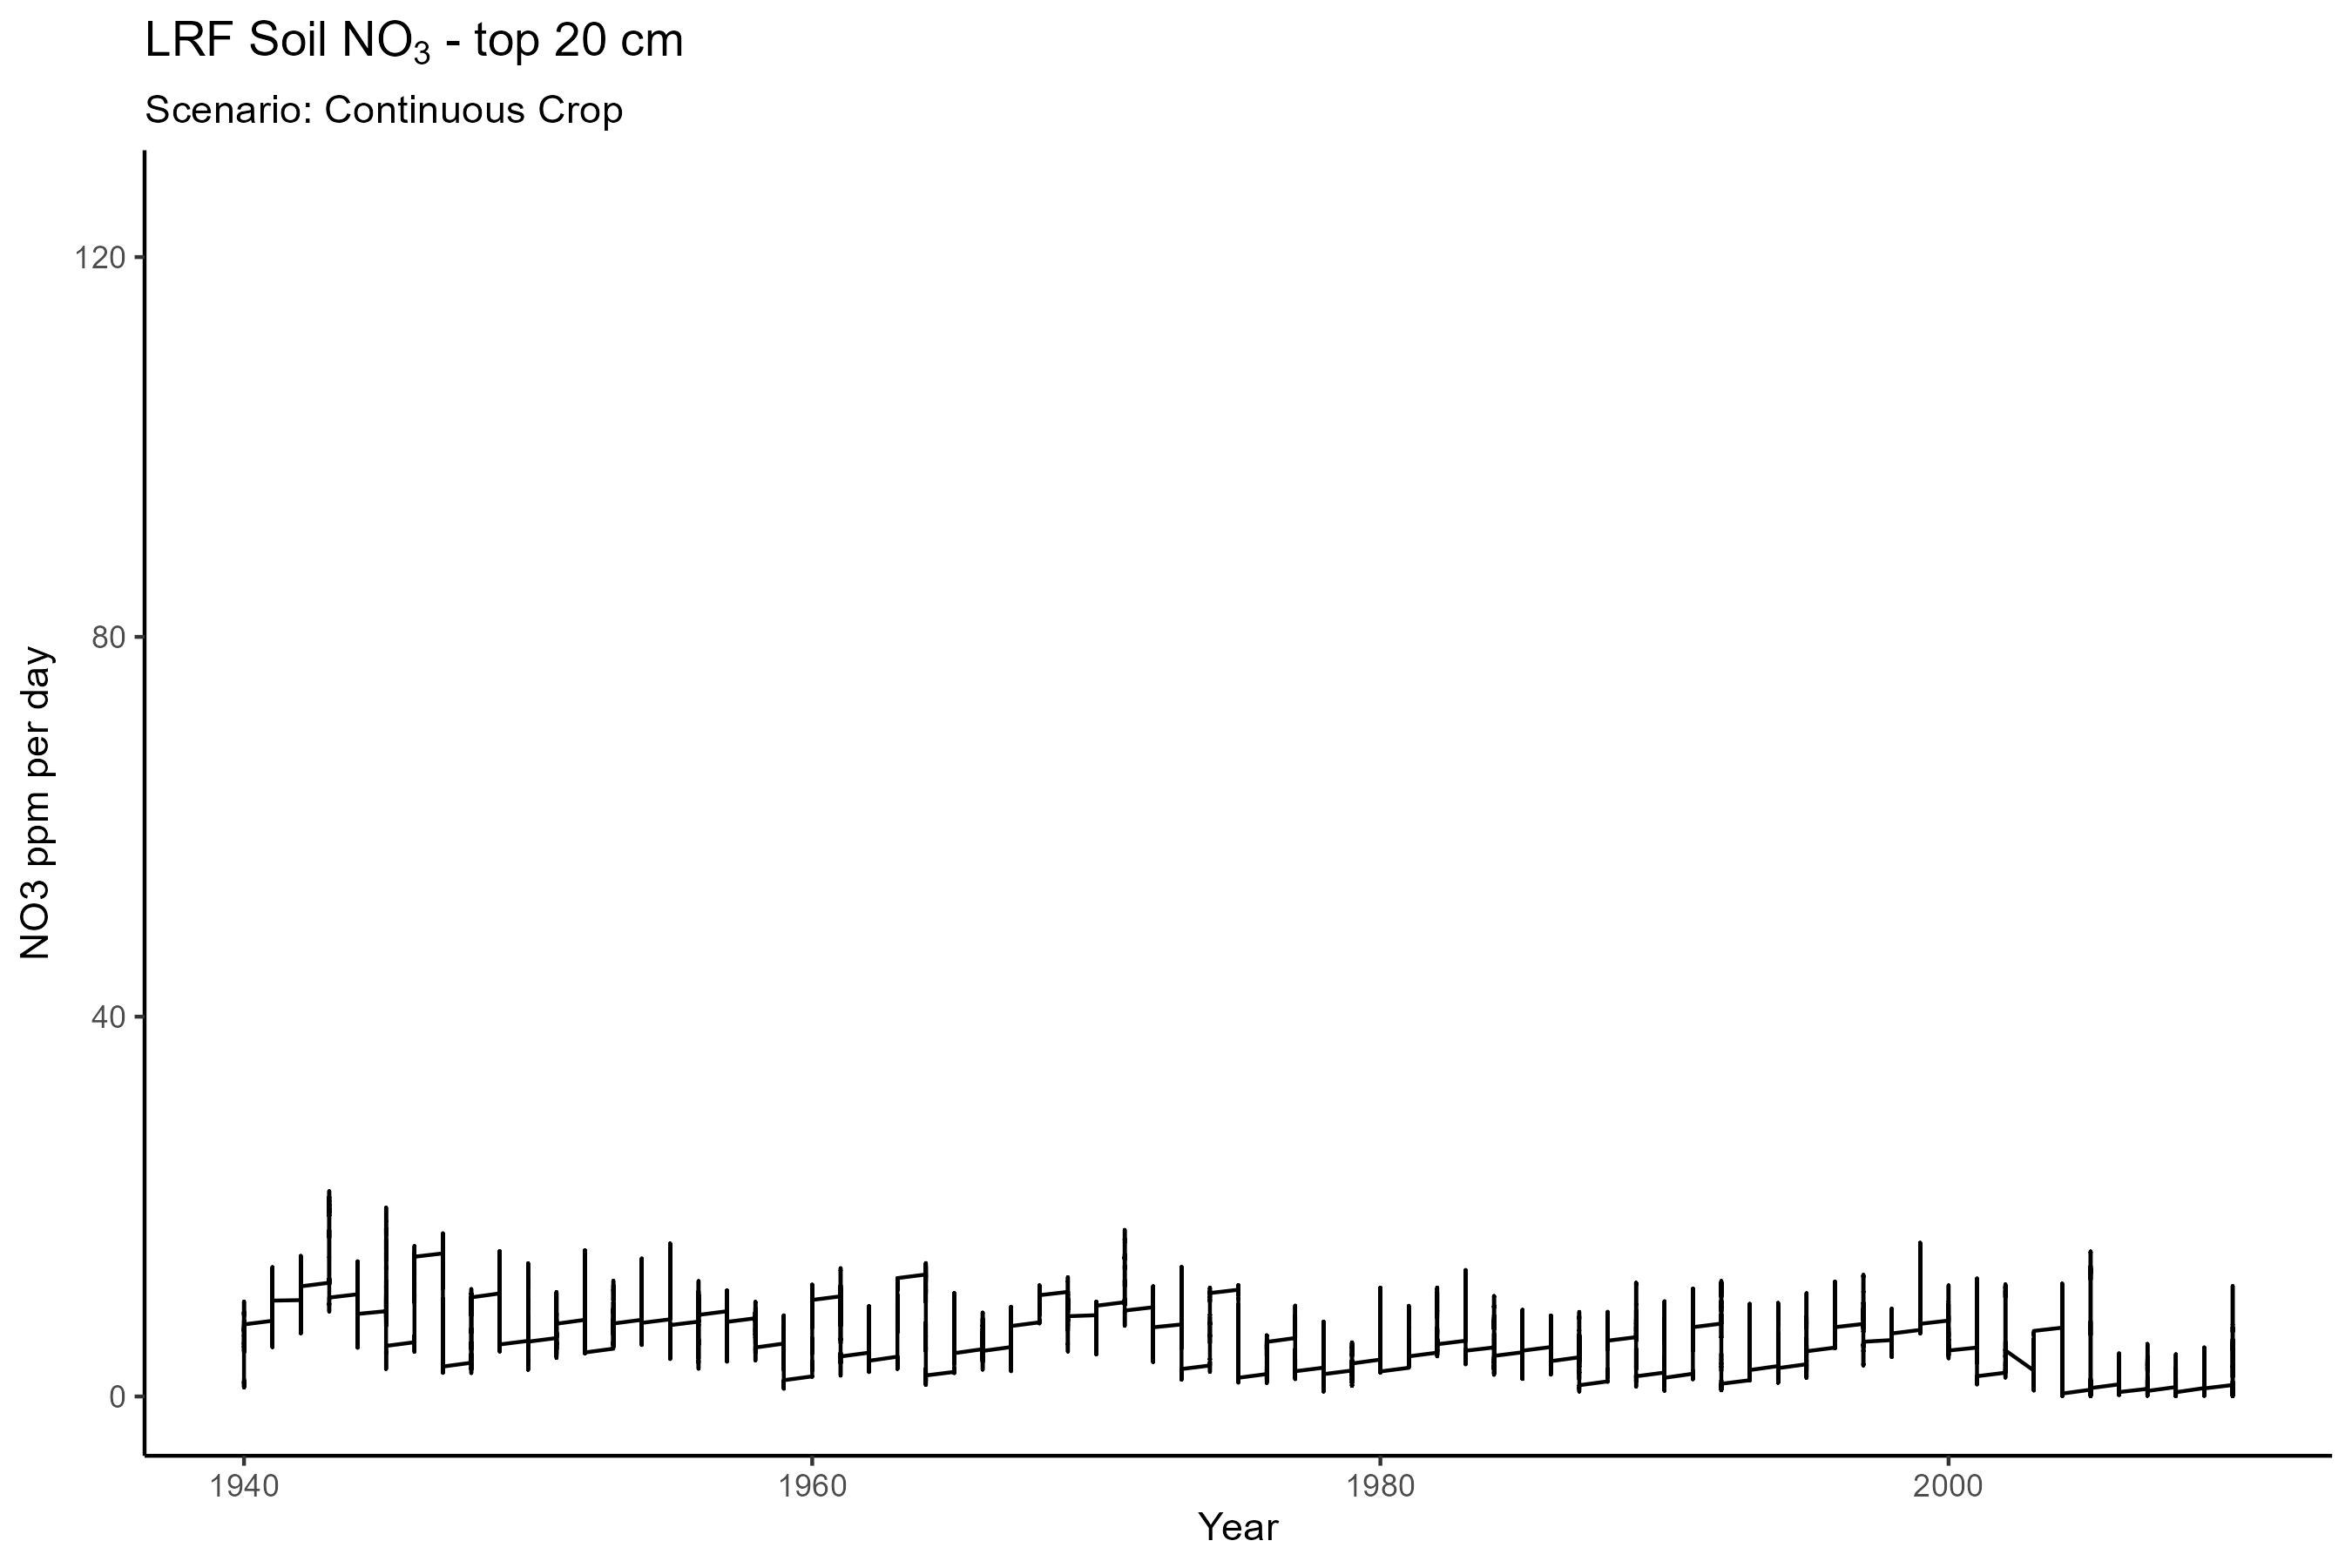 LRF Soil NO₃ - top 20 cm
Scenario: Continuous Crop
120
80
40
0
NO3 ppm per day
1940 1960 1980 2000
Year